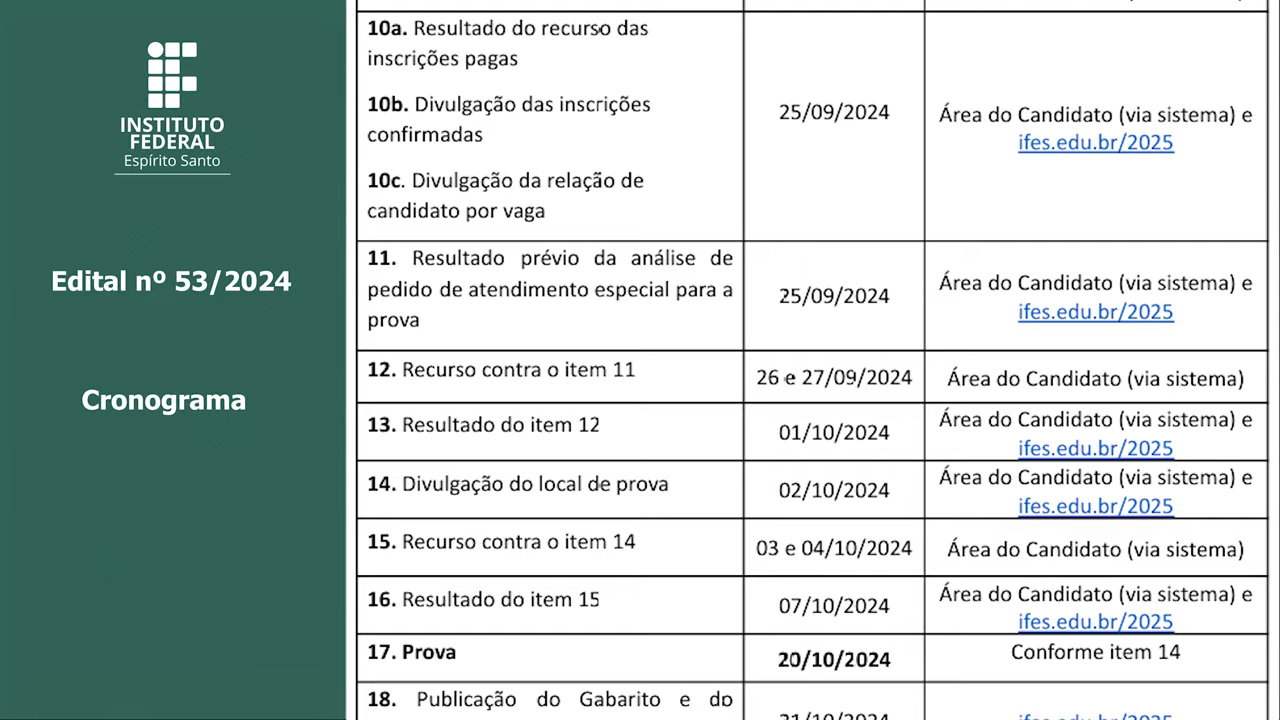 INSTITUTO
FEDERAL
Espírito Santo
Edital nº 53/2024
Cronograma
10a. Resultado do recurso das
inscrições pagas
10b. Divulgação das inscrições
confirmadas
10c. Divulgação da relação de
candidato por vaga
25/09/2024
Área do Candidato (via sistema) e
ifes.edu.br/2025
11. Resultado prévio da análise de
pedido de atendimento especial para a
prova
25/09/2024
Área do Candidato (via sistema) e
ifes.edu.br/2025
12. Recurso contra o item 11
26 e 27/09/2024
Área do Candidato (via sistema)
13. Resultado do item 12
01/10/2024
Área do Candidato (via sistema) e
ifes.edu.br/2025
14. Divulgação do local de prova
02/10/2024
Área do Candidato (via sistema) e
ifes.edu.br/2025
15. Recurso contra o item 14
03 e 04/10/2024
Área do Candidato (via sistema)
16. Resultado do item 15
07/10/2024
Área do Candidato (via sistema) e
ifes.edu.br/2025
17. Prova
20/10/2024
Conforme item 14
18. Publicação do Gabarito e do
21/10/2024
ifes.edu.br/2025